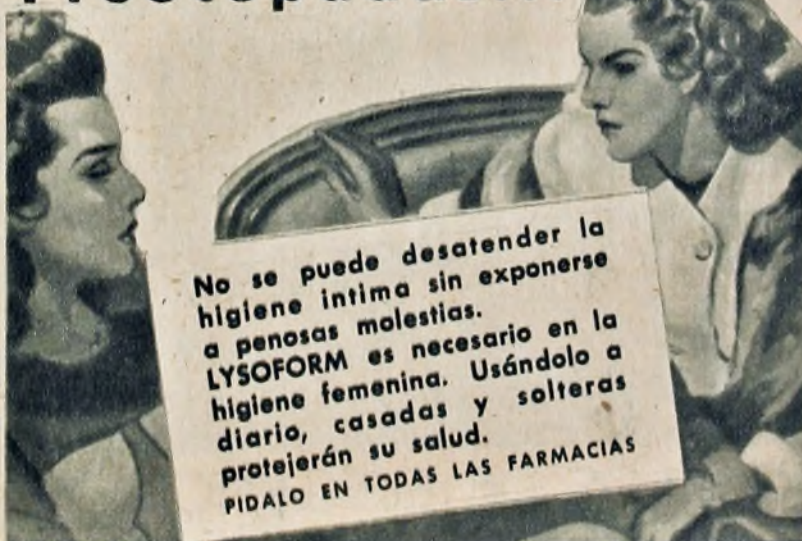 No se puede desatender la
higiene intima sin exponerse
a penosas molestias.
LYSOFORM es necesario en la
higiene femenina. Usándolo a
diario, casadas y solteras
protejerán su salud.
PIDALO EN TODAS LAS FARMACIAS